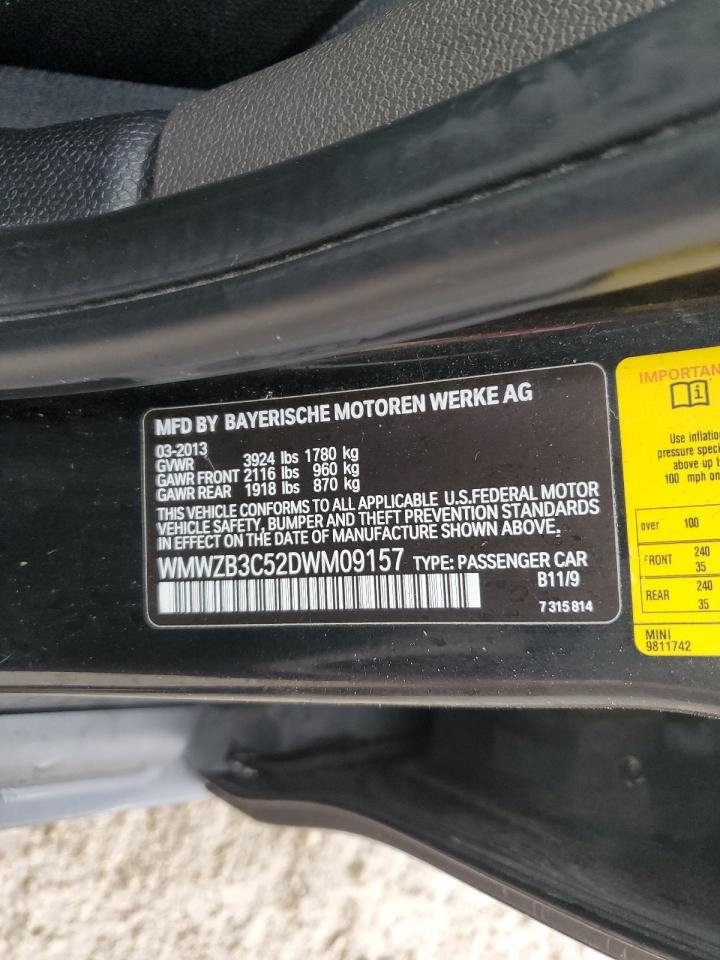 MFD BY BAYERISCHE MOTOREN WERKE AG
03-2013
GVWR 3924 lbs 1780 kg
GAWR FRONT 2116 lbs 960 kg
GAWR REAR 1918 lbs 870 kg
THIS VEHICLE CONFORMS TO ALL APPLICABLE U.S.FEDERAL MOTOR
VEHICLE SAFETY, BUMPER AND THEFT PREVENTION STANDARDS
IN EFFECT ON DATE OF MANUFACTURE SHOWN ABOVE.
WMWZB3C52DWM09157 TYPE: PASSENGER CAR
B11/9
7 315 814
IMPORTAN
i
Use inflatio
pressure speci
above up t
100 mph on
over 100
FRONT 240
35
REAR 240
35
MINI
9811742